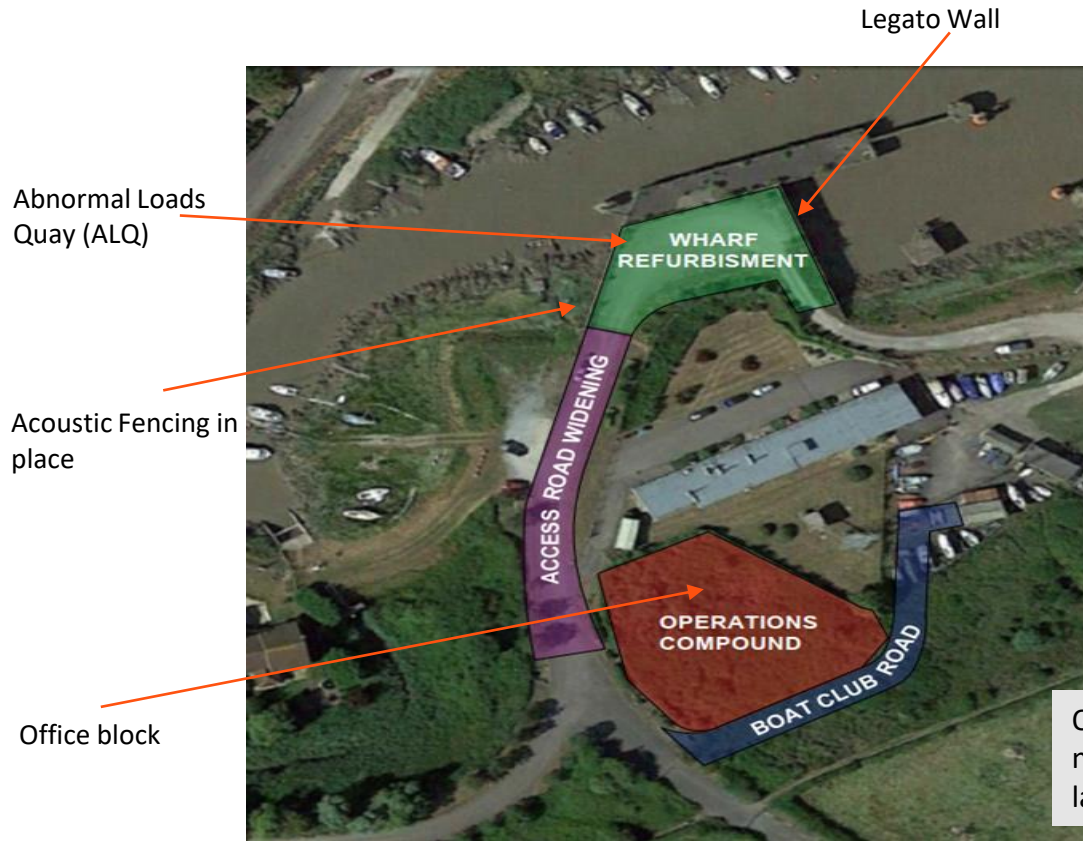 Legato Wall
Abnormal Loads
Quay (ALQ)
WHARF
REFURBISMENT
Acoustic Fencing in
place
ACCESS ROAD WIDENING
OPERATIONS
COMPOUND
BOAT CLUB ROAD
Office block